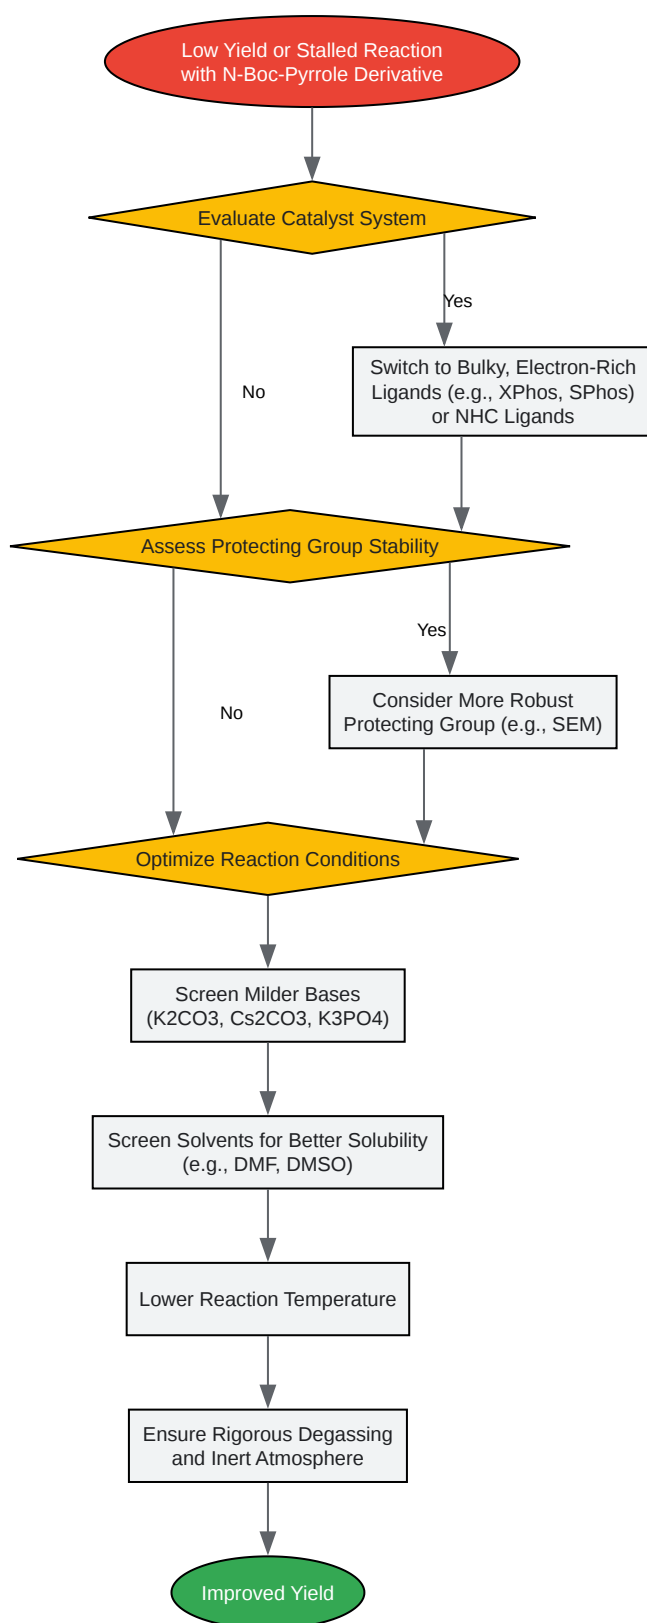 Low Yield or Stalled Reaction
with N-Boc-Pyrrole Derivative
Evaluate Catalyst System
Yes
Switch to Bulky, Electron-Rich
Ligands (e.g., XPhos, SPhos)
or NHC Ligands
No
Assess Protecting Group Stability
Yes
Consider More Robust
Protecting Group (e.g., SEM)
No
Optimize Reaction Conditions
Screen Milder Bases
(K2CO3, Cs2CO3, K3PO4)
Screen Solvents for Better Solubility
(e.g., DMF, DMSO)
Lower Reaction Temperature
Ensure Rigorous Degassing
and Inert Atmosphere
Improved Yield